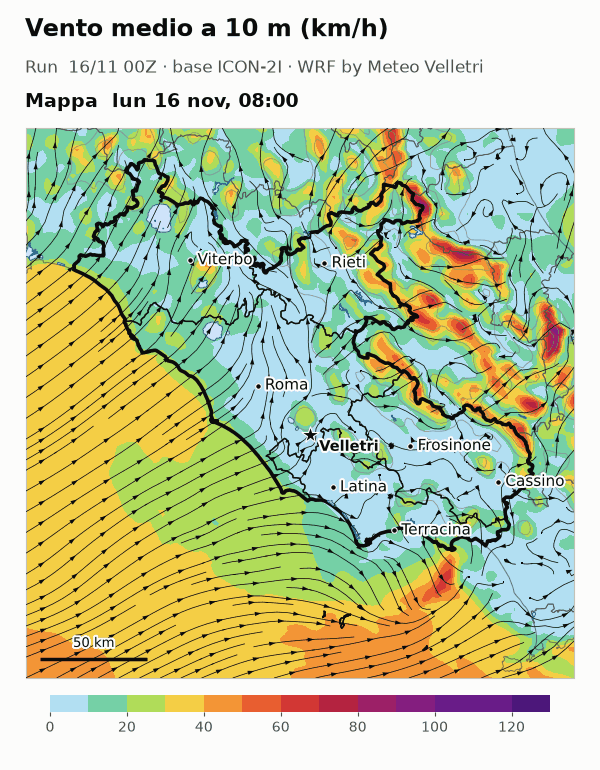 Vento medio a 10 m (km/h)
Run 16/11 00Z · base ICON-2I · WRF by Meteo Velletri
Mappa lun 16 nov, 08:00
Viterbo
Rieti
Roma
Velletri
Frosinone
Latina
Cassino
Terracina
50 km
0 20 40 60 80 100 120